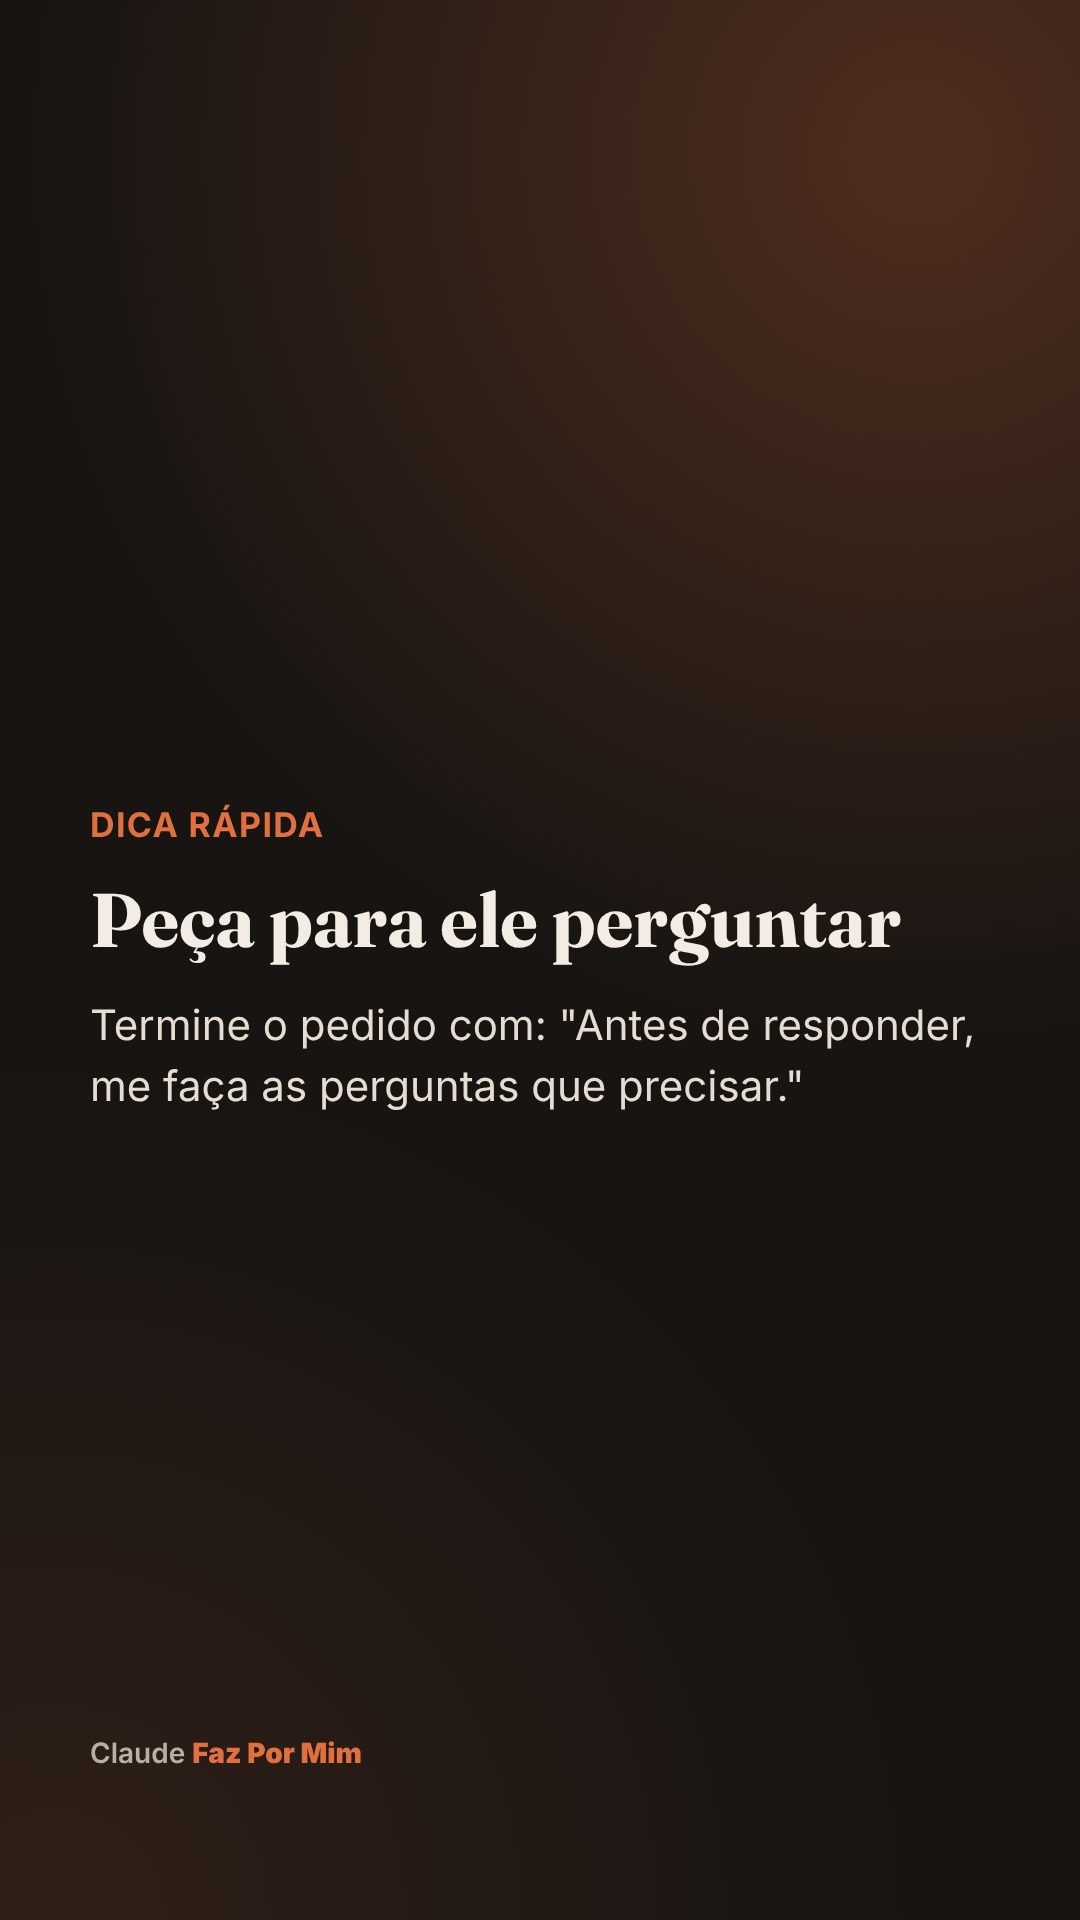 DICA RÁPIDA
Peça para ele perguntar
Termine o pedido com: "Antes de responder,
me faça as perguntas que precisar."
Claude Faz Por Mim